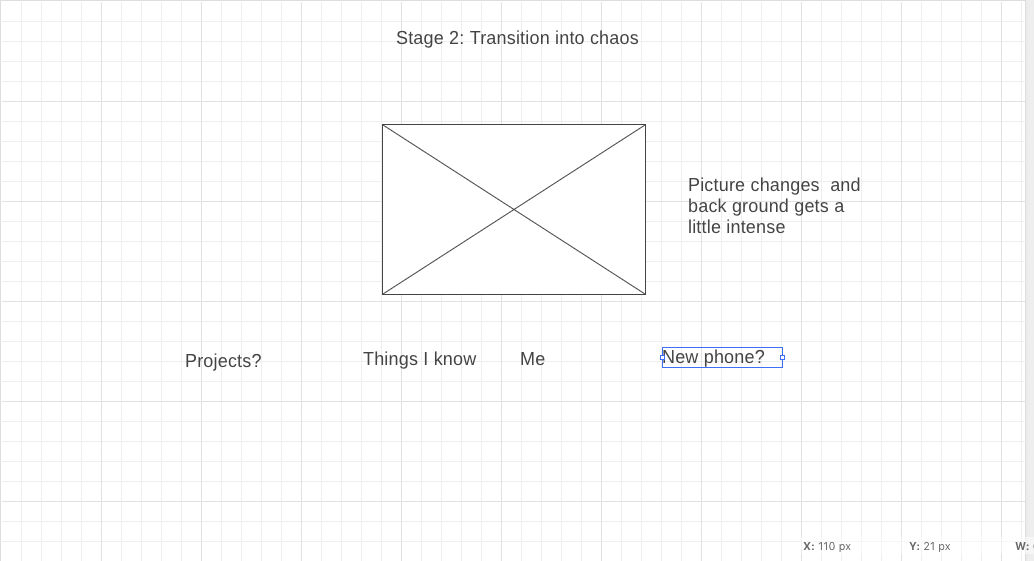 Stage 2: Transition into chaos
Picture changes  and
back ground gets a
little intense
Projects?
Things I know
Me
New phone?
X: 110 px
Y: 21 px
W: